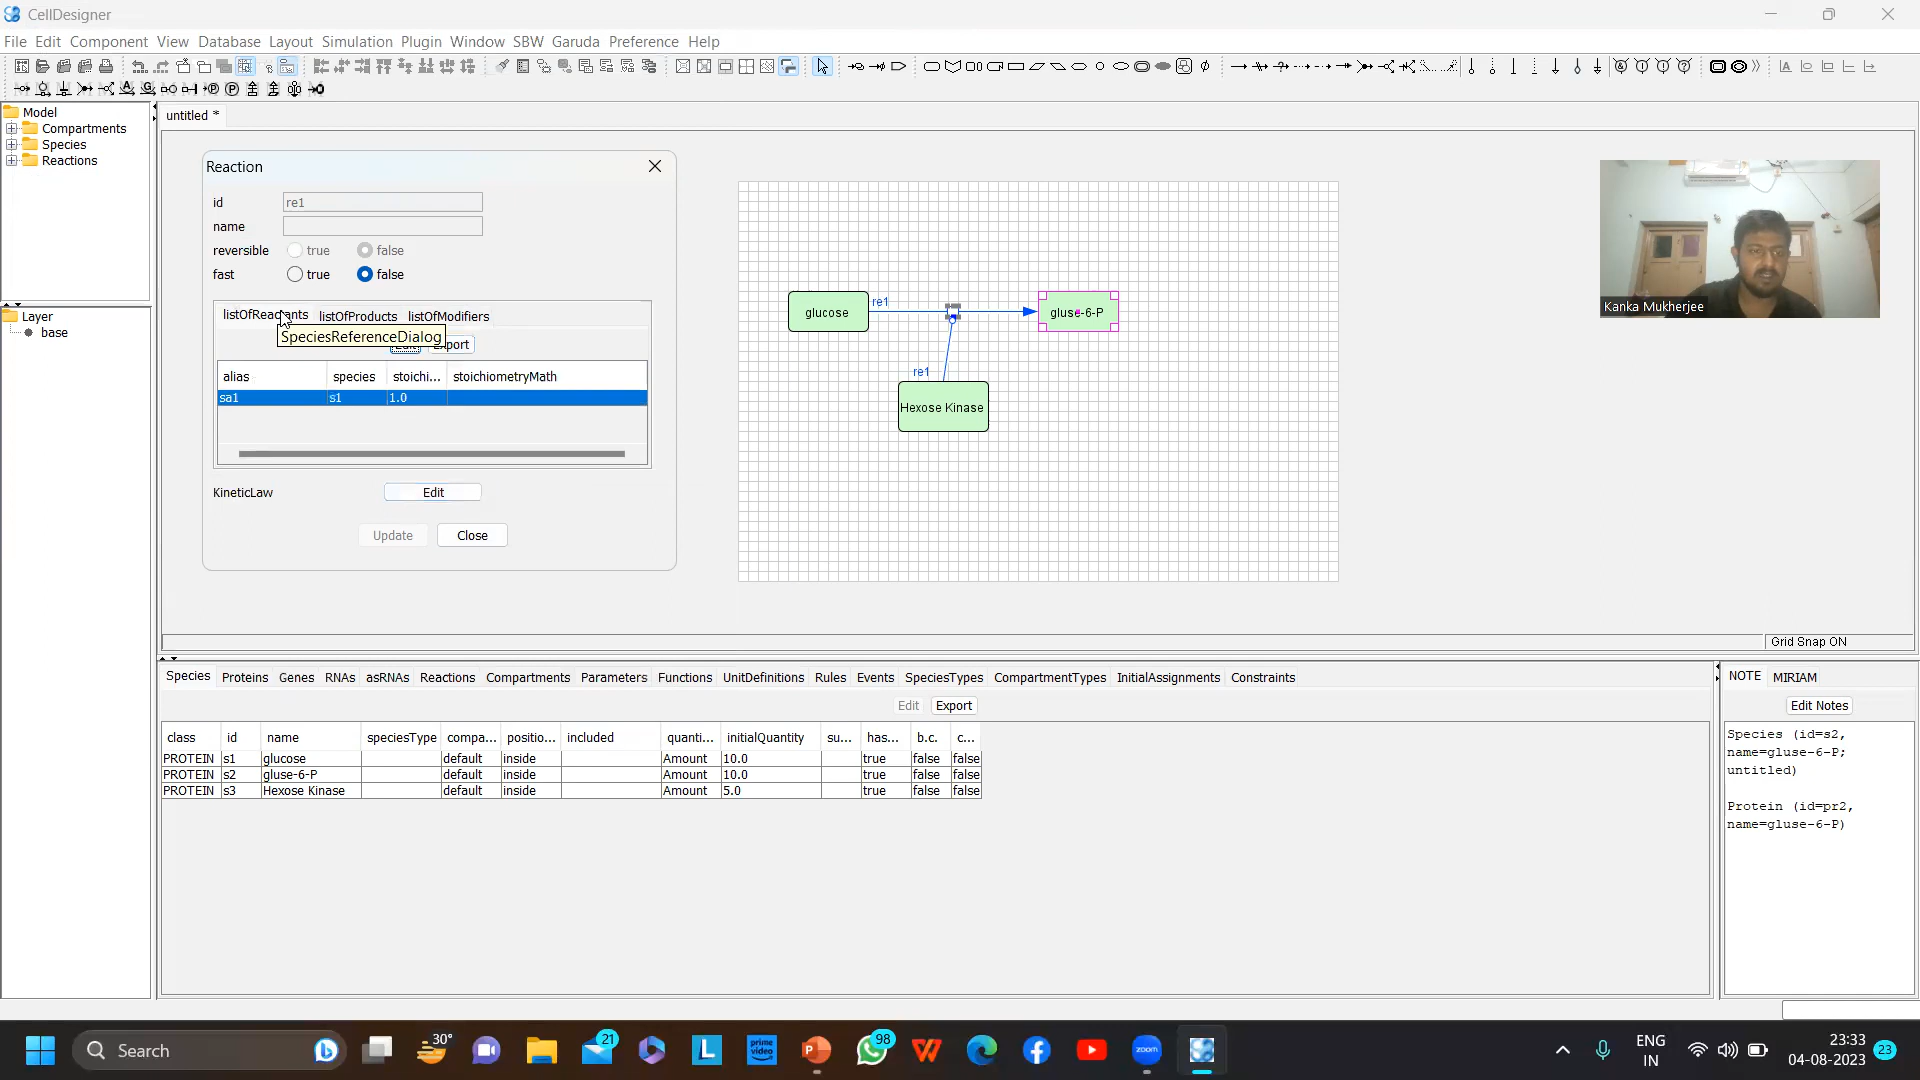 CellDesigner
File Edit Component View Database Layout Simulation Plugin Window SBW Garuda Preference Help
Model
Compartments
Species
Reactions
Layer
base
untitled *
Reaction
id re1
name
reversible true false
fast true false
listOfReactants listOfProducts listOfModifiers
SpeciesReferenceDialog
Export
alias species stoichi... stoichiometryMath
sa1 s1 1.0
KineticLaw Edit
Update Close
glucose re1 gluse-6-P
re1
Hexose Kinase
Kanka Mukherjee
Grid Snap ON
Species Proteins Genes RNAs asRNAs Reactions Compartments Parameters Functions UnitDefinitions Rules Events SpeciesTypes CompartmentTypes InitialAssignments Constraints
Edit Export
class id name speciesType compa... positio... included quanti... initialQuantity su... has... b.c. c...
PROTEIN s1 glucose default inside Amount 10.0 true false false
PROTEIN s2 gluse-6-P default inside Amount 10.0 true false false
PROTEIN s3 Hexose Kinase default inside Amount 5.0 true false false
NOTE MIRIAM
Edit Notes
Species (id=s2,
name=gluse-6-P;
untitled)
Protein (id=pr2,
name=gluse-6-P)
Search
30°
21
prime video
98
zoom
ENG
IN
23:33
04-08-2023
23